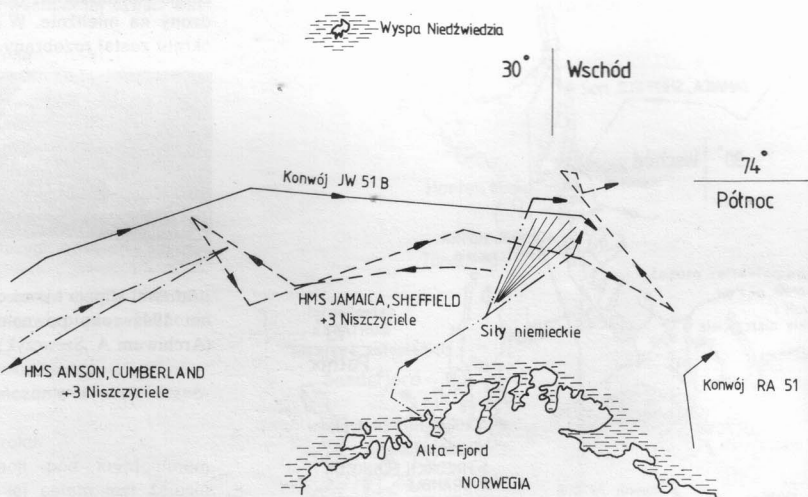 Wyspa Niedźwiedzia
30° Wschód
74°
Północ
Konwój JW 51 B
HMS JAMAICA, SHEFFIELD
+3 Niszczyciele
Siły niemieckie
HMS ANSON, CUMBERLAND
+3 Niszczyciele
Konwój RA 51
Alta-Fjord
NORWEGIA